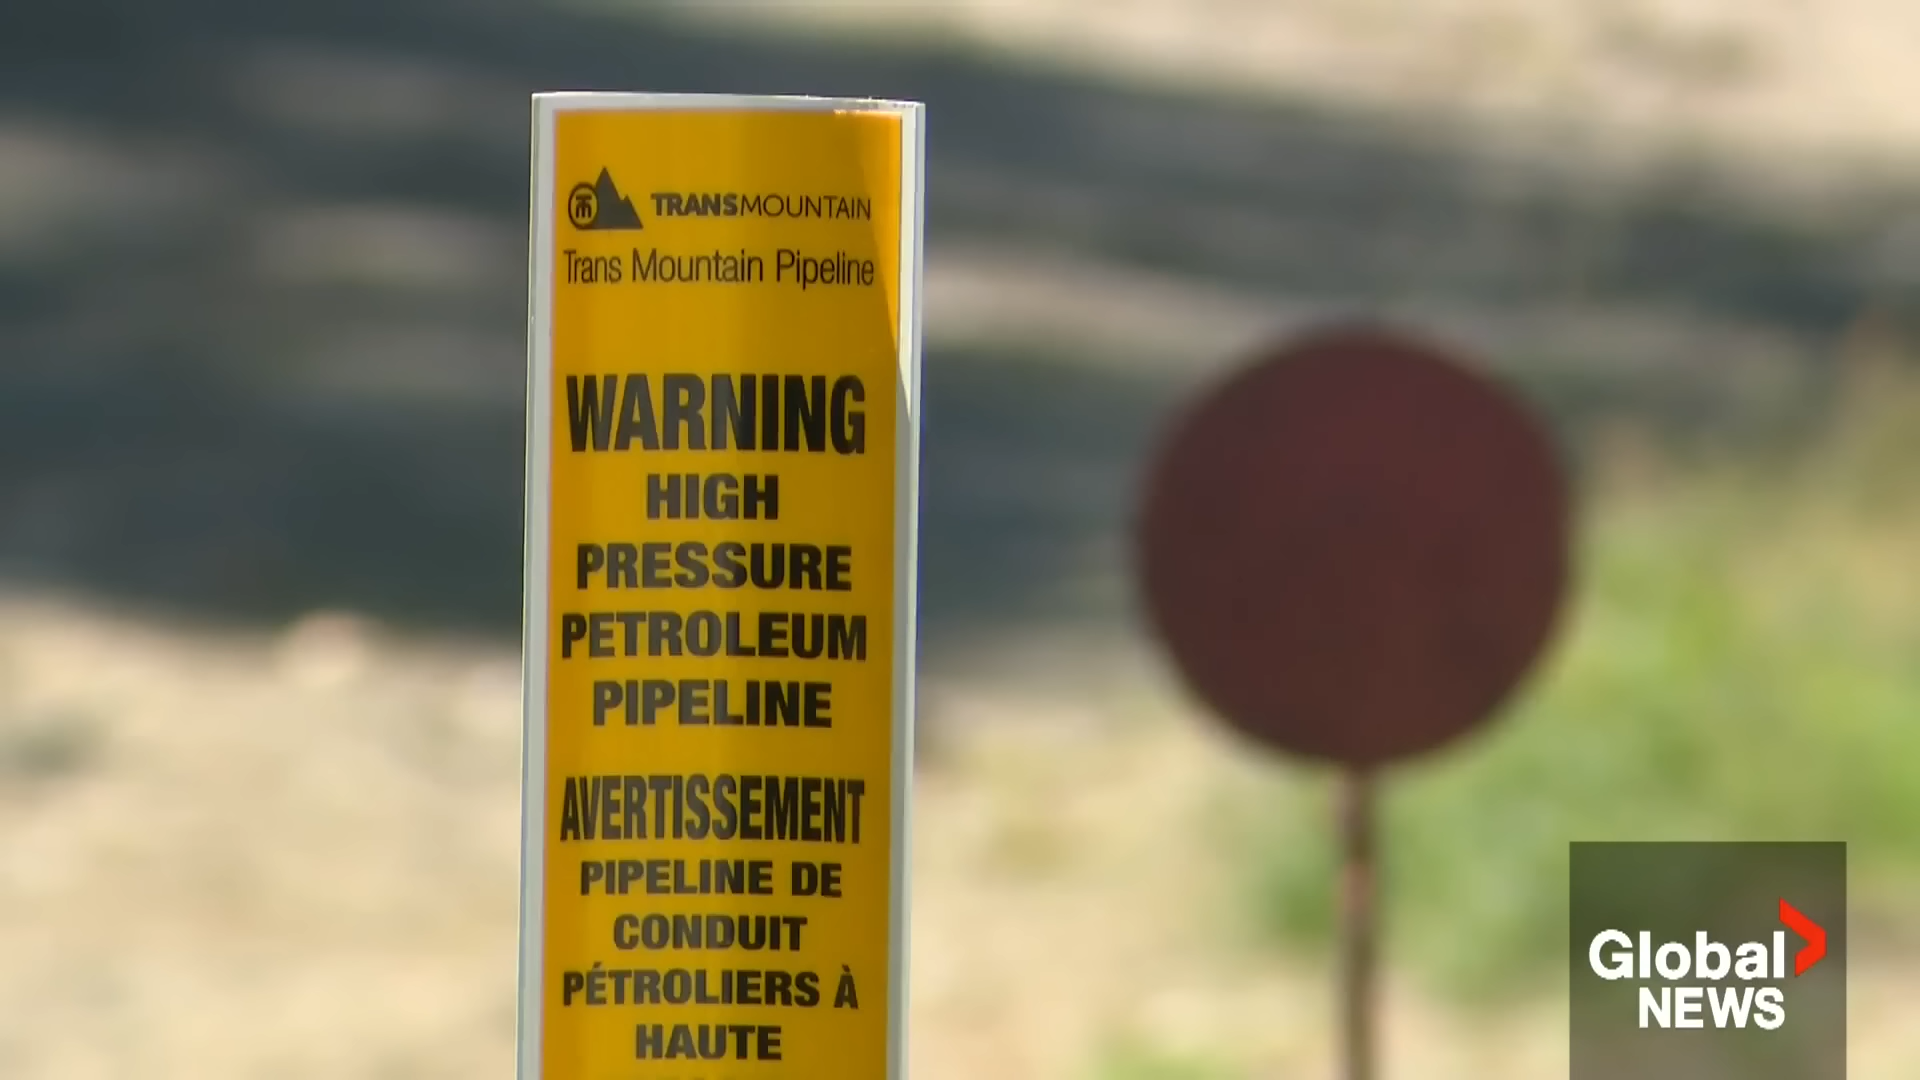 TRANSMOUNTAIN
Trans Mountain Pipeline
WARNING
HIGH
PRESSURE
PETROLEUM
PIPELINE
AVERTISSEMENT
PIPELINE DE
CONDUIT
PÉTROLIERS À
HAUTE
Global
NEWS